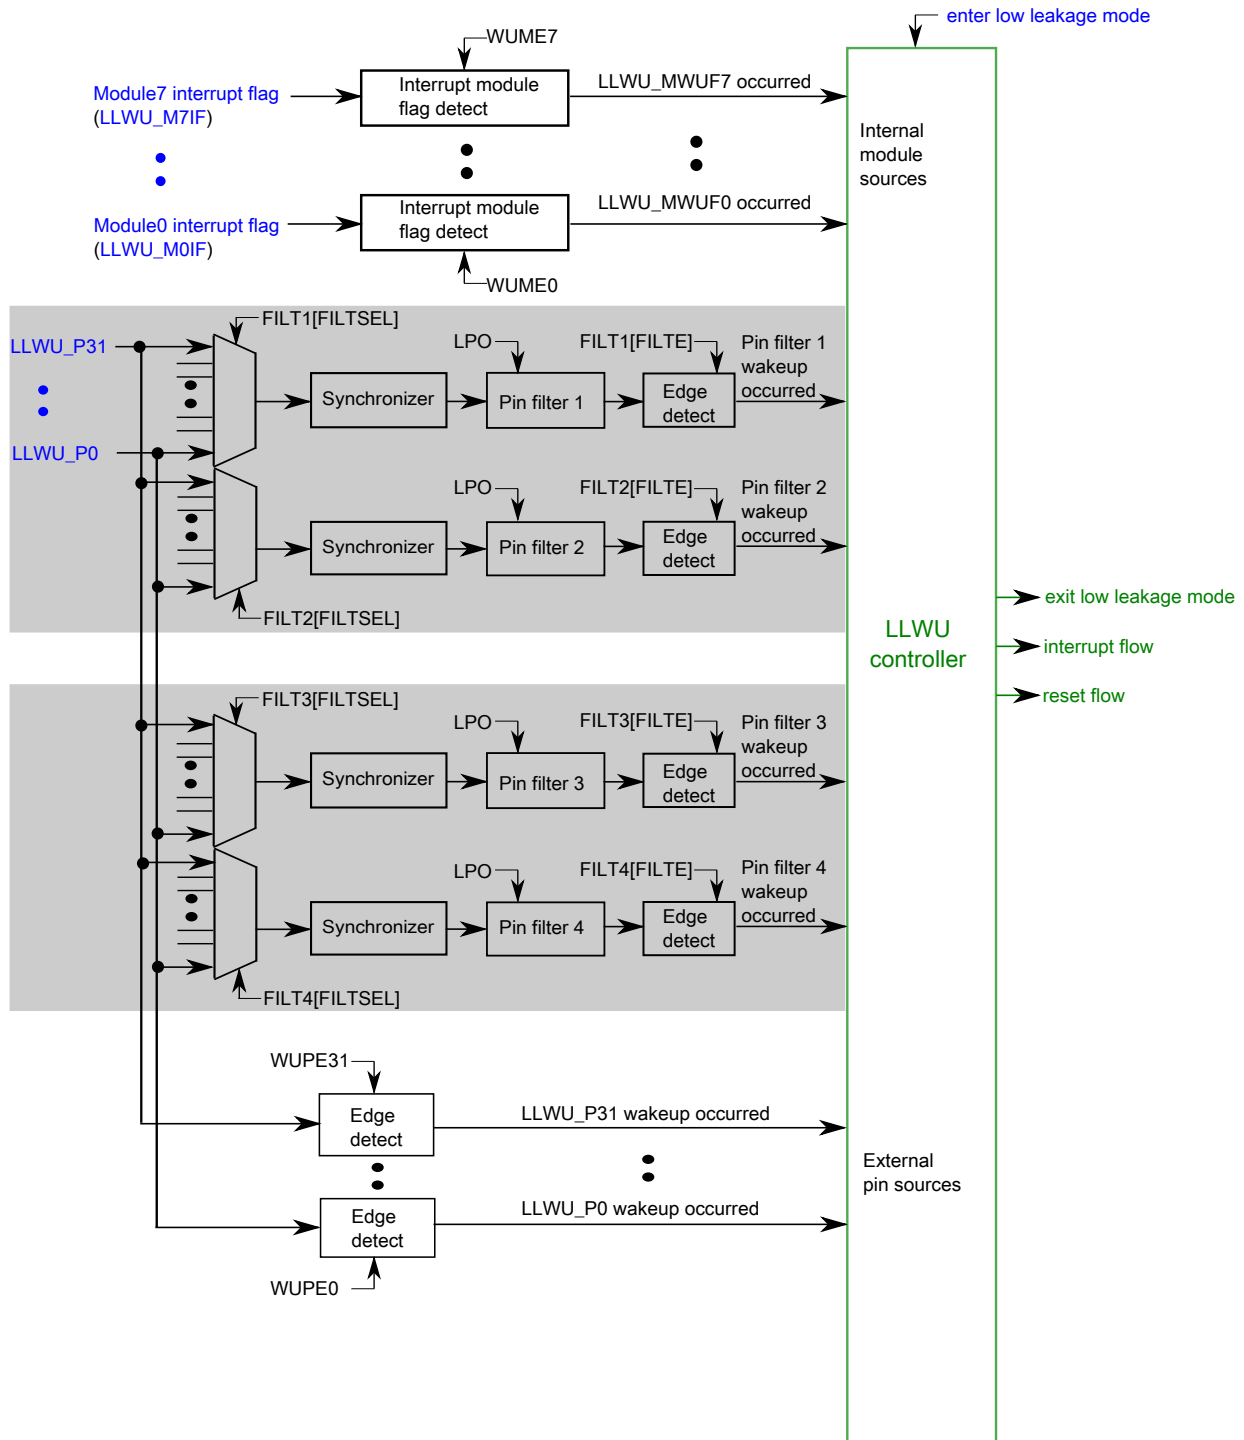 enter low leakage mode
WUME7
Module7 interrupt flag
(LLWU_M7IF)
Interrupt module
flag detect
LLWU_MWUF7 occurred
Internal
module
sources
Module0 interrupt flag
(LLWU_M0IF)
Interrupt module
flag detect
LLWU_MWUF0 occurred
WUME0
FILT1[FILTSEL]
LLWU_P31
LPO
FILT1[FILTE]
Pin filter 1
wakeup
occurred
Synchronizer
Pin filter 1
Edge
detect
LLWU_P0
LPO
FILT2[FILTE]
Pin filter 2
wakeup
occurred
Synchronizer
Pin filter 2
Edge
detect
FILT2[FILTSEL]
LLWU
controller
exit low leakage mode
interrupt flow
reset flow
FILT3[FILTSEL]
LPO
FILT3[FILTE]
Pin filter 3
wakeup
occurred
Synchronizer
Pin filter 3
Edge
detect
LPO
FILT4[FILTE]
Pin filter 4
wakeup
occurred
Synchronizer
Pin filter 4
Edge
detect
FILT4[FILTSEL]
WUPE31
Edge
detect
LLWU_P31 wakeup occurred
External
pin sources
Edge
detect
LLWU_P0 wakeup occurred
WUPE0